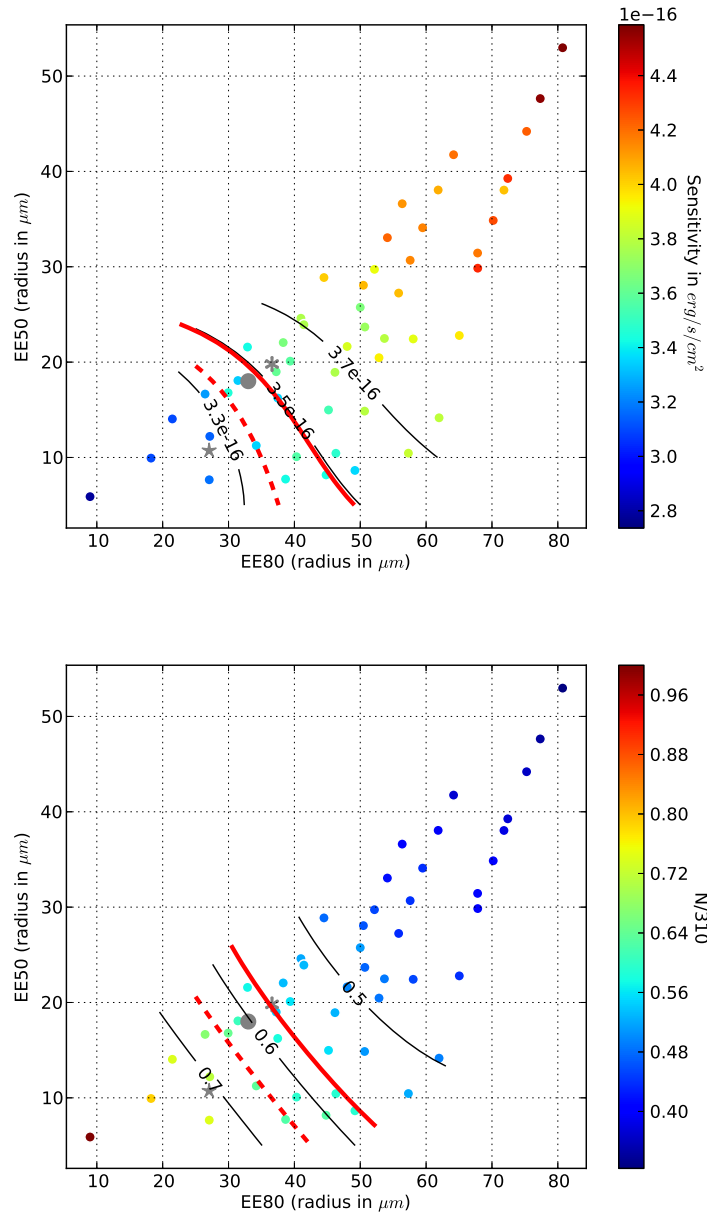 1e−16
50
40
30
20
10
EE50 (radius in μm)
3.3e-16
3.5e-16
3.7e-16
10 20 30 40 50 60 70 80
EE80 (radius in μm)
4.4
4.2
4.0
3.8
3.6
3.4
3.2
3.0
2.8
Sensitivity in erg/s/cm²
50
40
30
20
10
EE50 (radius in μm)
0.7
0.6
0.5
10 20 30 40 50 60 70 80
EE80 (radius in μm)
0.96
0.88
0.80
0.72
0.64
0.56
0.48
0.40
N/310